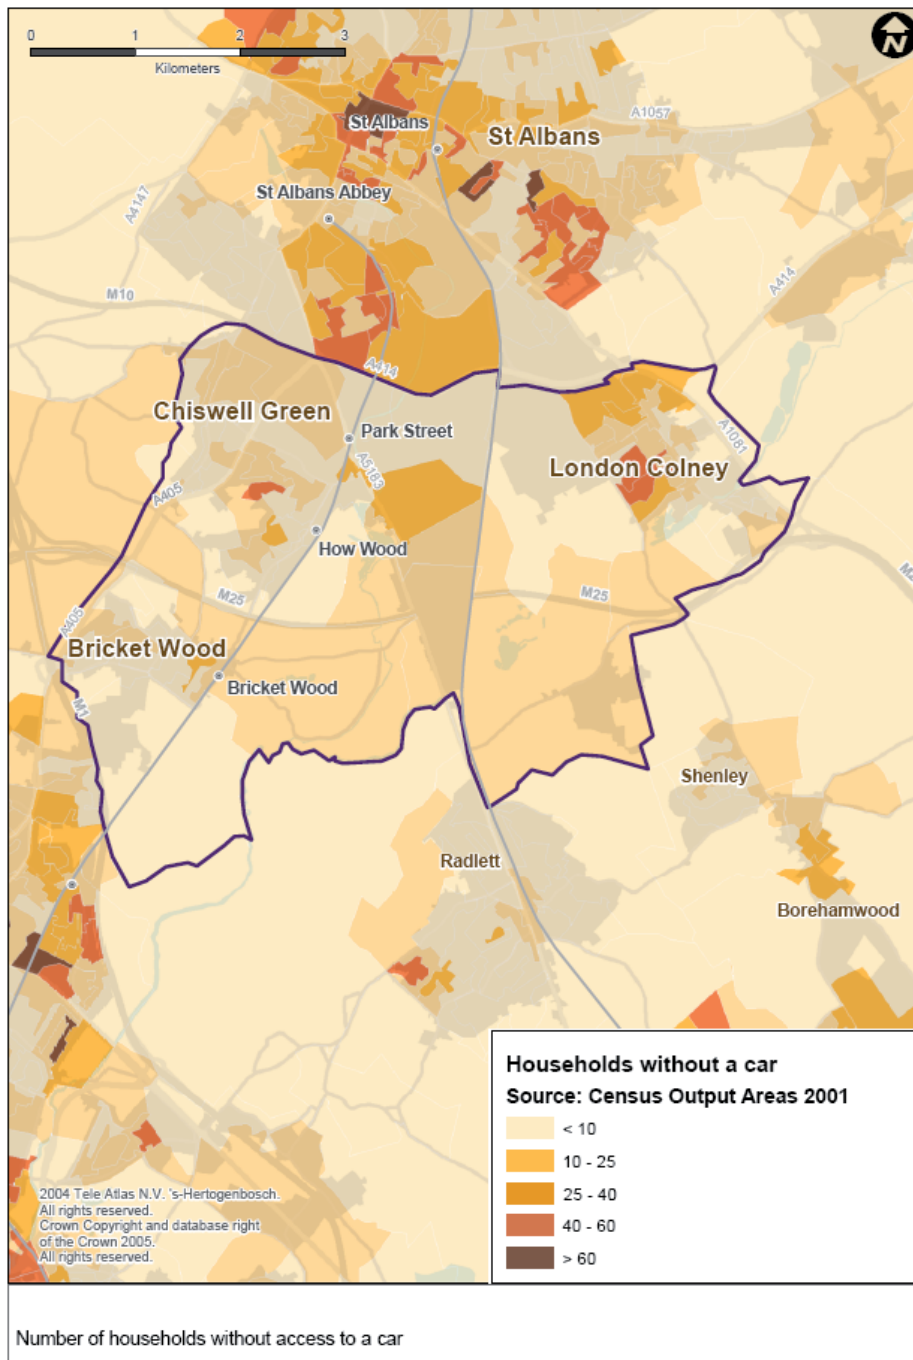 0 1 2 3
Kilometers
N
A1057
St Albans
St Albans
St Albans Abbey
A4147
A414
M10
A414
Chiswell Green
Park Street
A1081
London Colney
A5183
A405
How Wood
M25
M25
A405
Bricket Wood
Bricket Wood
M1
Shenley
Radlett
Borehamwood
Households without a car
Source: Census Output Areas 2001
< 10
10 - 25
25 - 40
40 - 60
> 60
2004 Tele Atlas N.V. 's-Hertogenbosch.
All rights reserved.
Crown Copyright and database right
of the Crown 2005.
All rights reserved.
Number of households without access to a car